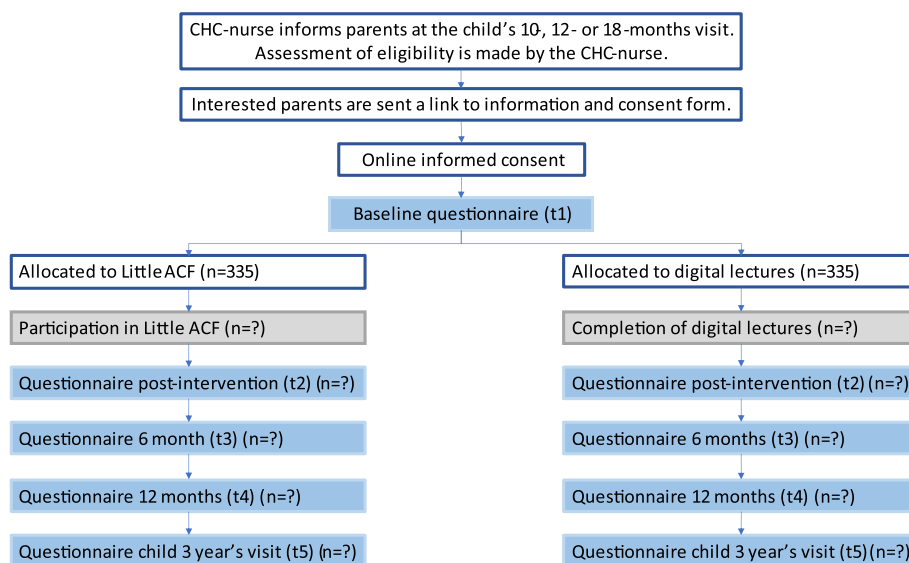 CHC-nurse informs parents at the child's 10-, 12- or 18-months visit.
Assessment of eligibility is made by the CHC-nurse.
Interested parents are sent a link to information and consent form.
Online informed consent
Baseline questionnaire (t1)
Allocated to Little ACF (n=335)
Allocated to digital lectures (n=335)
Participation in Little ACF (n=?)
Completion of digital lectures (n=?)
Questionnaire post-intervention (t2) (n=?)
Questionnaire post-intervention (t2) (n=?)
Questionnaire 6 month (t3) (n=?)
Questionnaire 6 months (t3) (n=?)
Questionnaire 12 months (t4) (n=?)
Questionnaire 12 months (t4) (n=?)
Questionnaire child 3 year's visit (t5) (n=?)
Questionnaire child 3 year's visit (t5) (n=?)